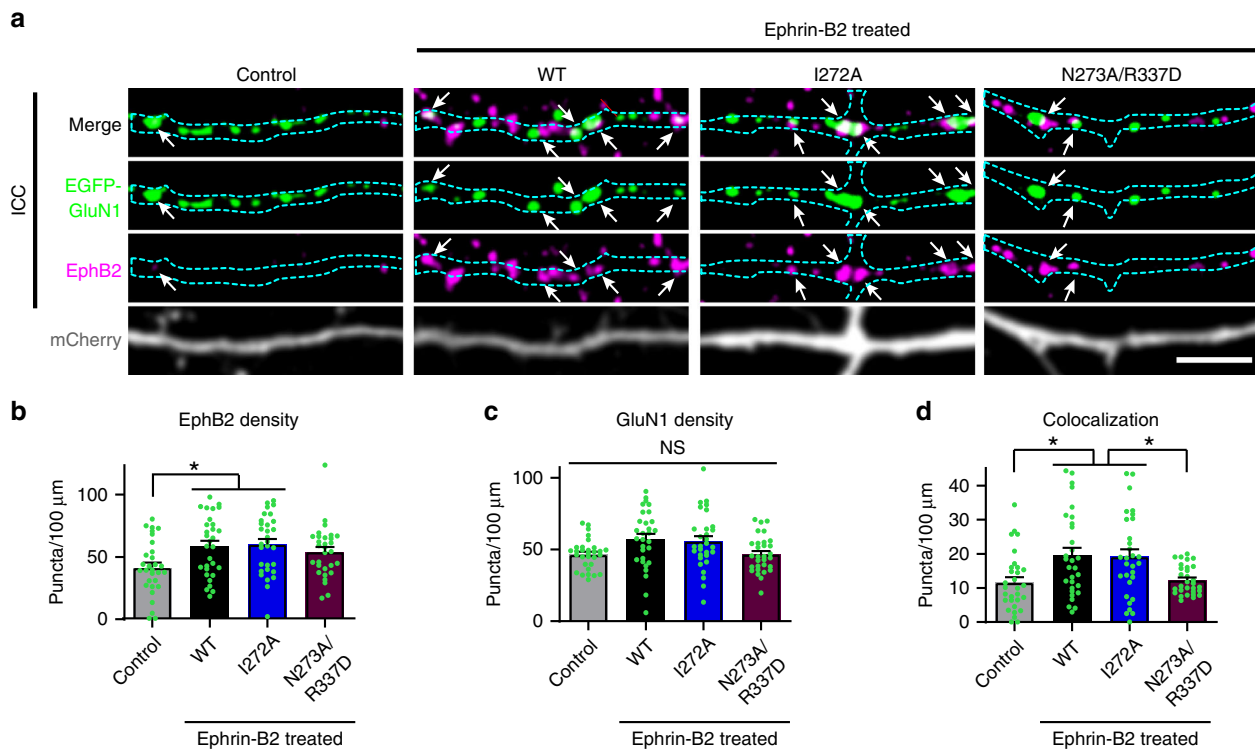 a
Ephrin-B2 treated
Control
WT
I272A
N273A/R337D
ICC
Merge
EGFP-
GluN1
EphB2
mCherry
b
EphB2 density
*
Puncta/100 μm
100
50
0
Control
WT
I272A
N273A/
R337D
Ephrin-B2 treated
c
GluN1 density
NS
Puncta/100 μm
100
50
0
Control
WT
I272A
N273A/
R337D
Ephrin-B2 treated
d
Colocalization
*
*
Puncta/100 μm
40
30
20
10
0
Control
WT
I272A
N273A/
R337D
Ephrin-B2 treated